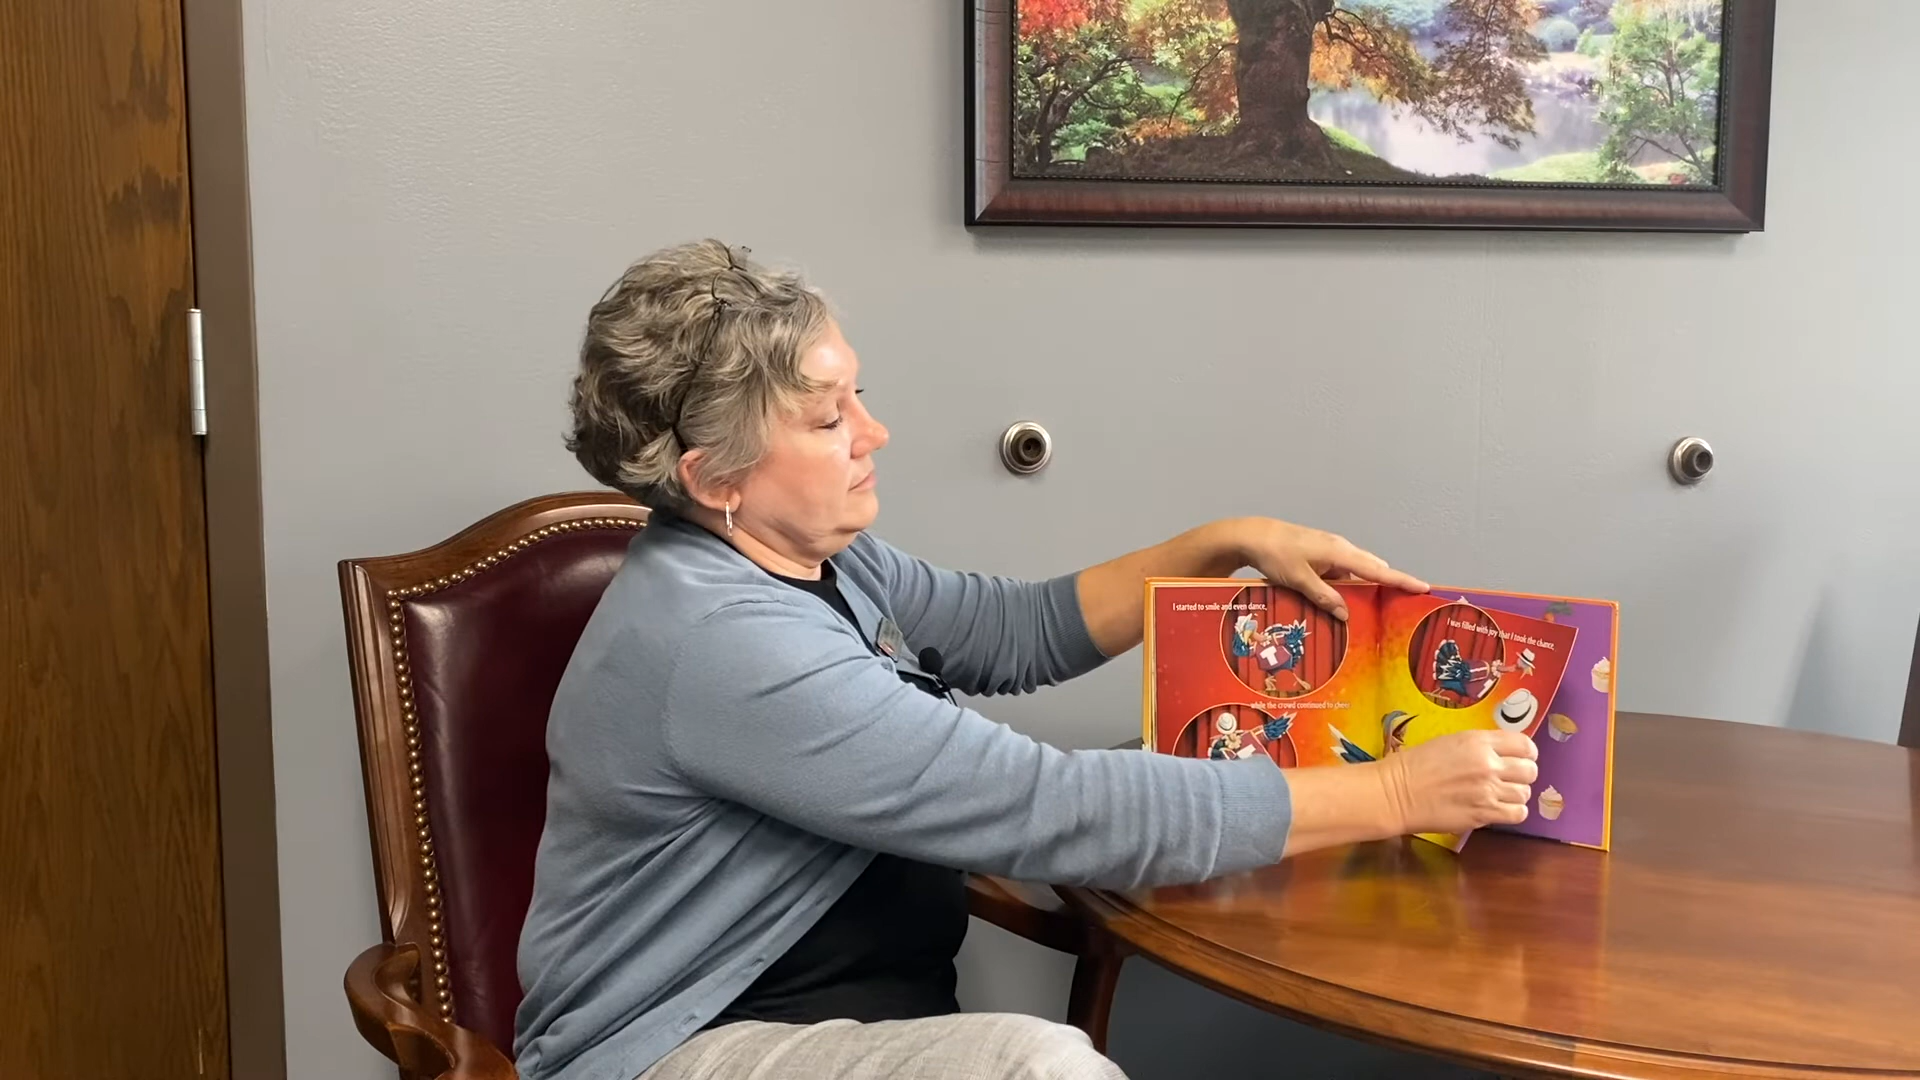 I started to smile and even dance,
while the crowd continued to cheer
I was filled with joy that I took the chance.
T